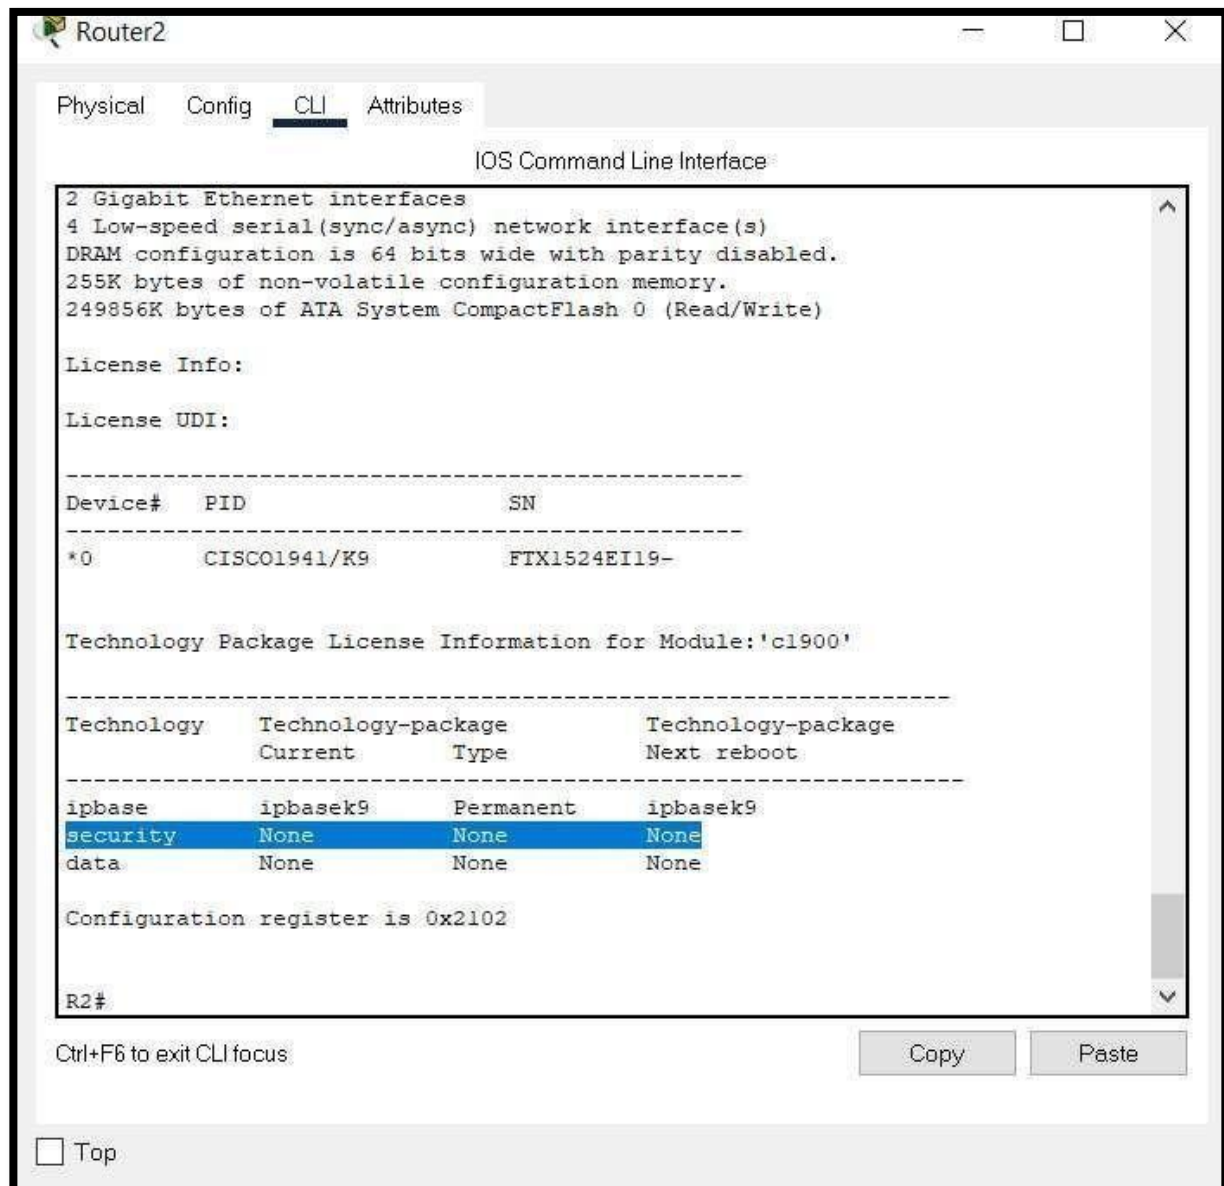 Router2
Physical Config CLI Attributes
IOS Command Line Interface
2 Gigabit Ethernet interfaces
4 Low-speed serial(sync/async) network interface(s)
DRAM configuration is 64 bits wide with parity disabled.
255K bytes of non-volatile configuration memory.
249856K bytes of ATA System CompactFlash 0 (Read/Write)
License Info:
License UDI:
-------------------------------------------------
Device# PID SN
-------------------------------------------------
*0 CISCO1941/K9 FTX1524EI19-
Technology Package License Information for Module:'c1900'
----------------------------------------------------------------
Technology Technology-package Technology-package
Current Type Next reboot
-----------------------------------------------------------------
ipbase ipbasek9 Permanent ipbasek9
security None None None
data None None None
Configuration register is 0x2102
R2#
Ctrl+F6 to exit CLI focus
Copy Paste
Top